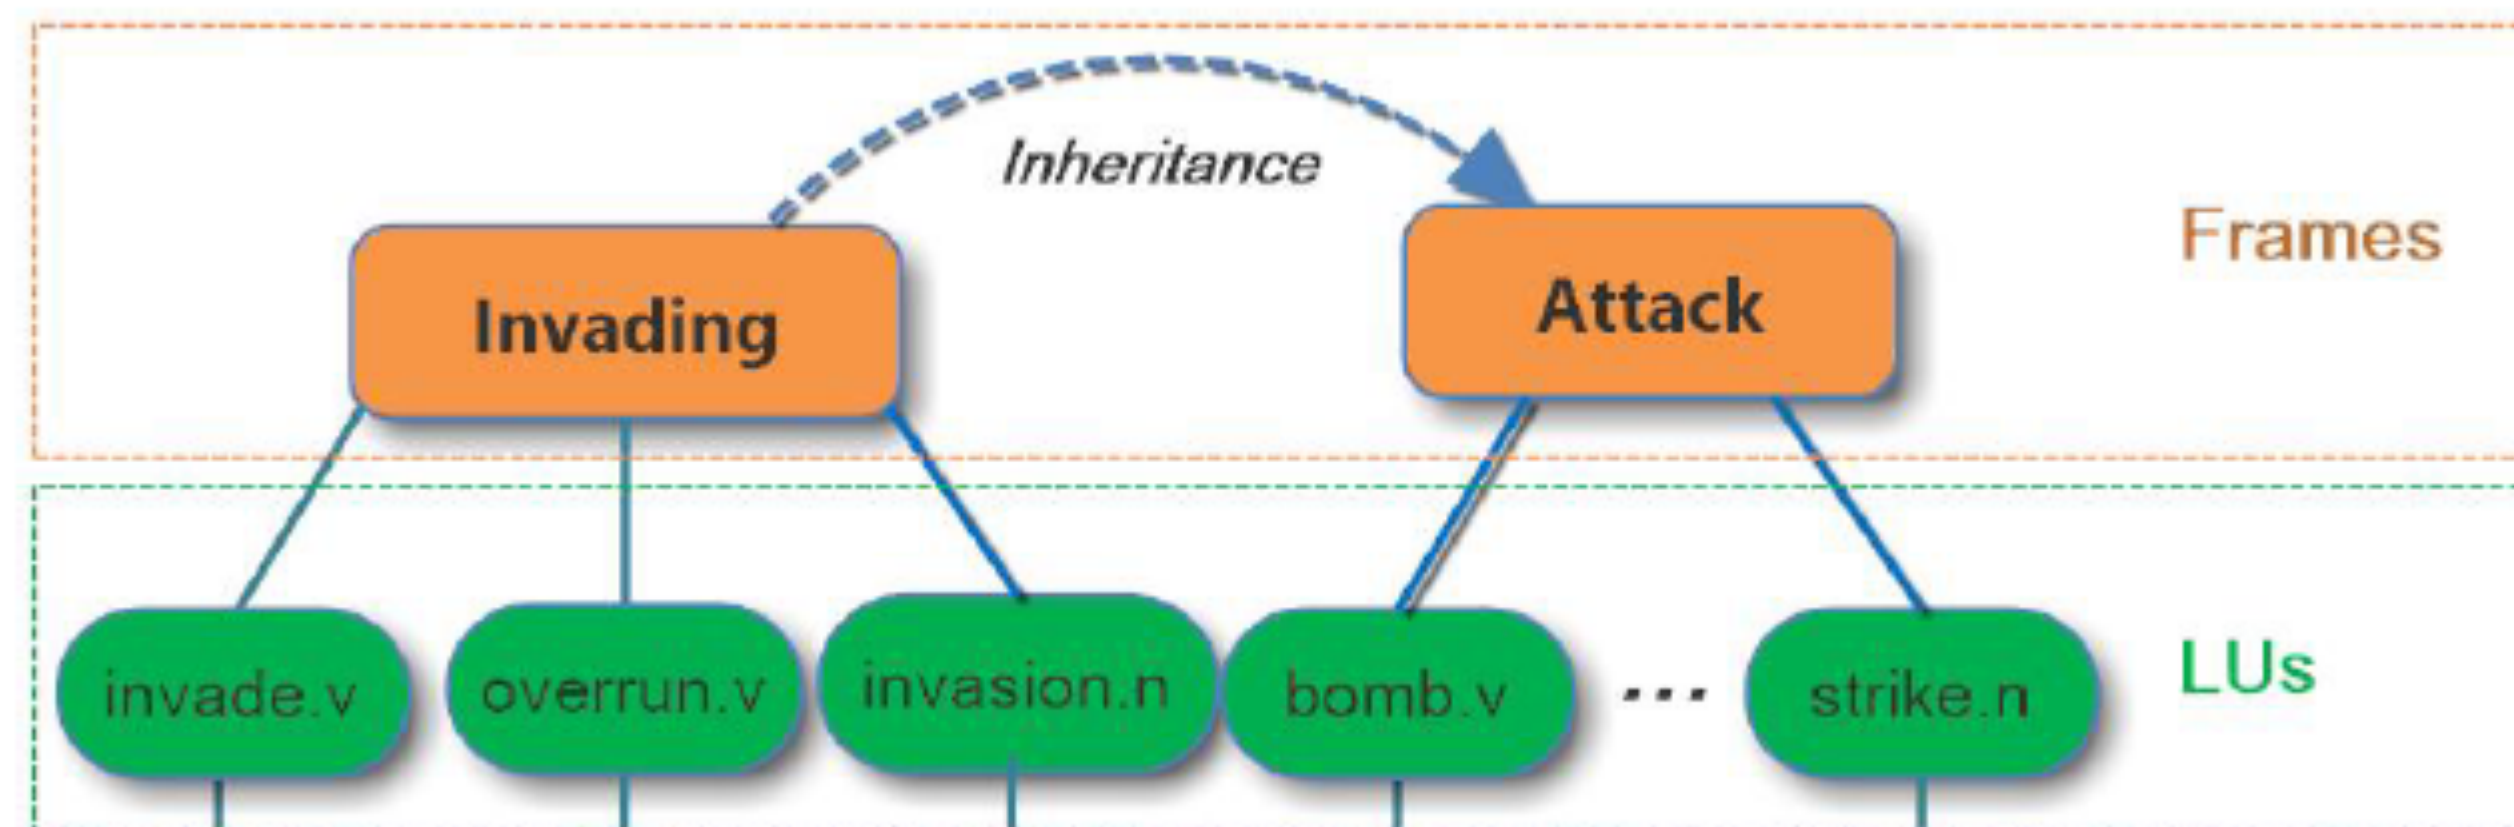 Inheritance
Frames
Invading
Attack
invade.v
overrun.v
invasion.n
bomb.v
...
strike.n
LUs